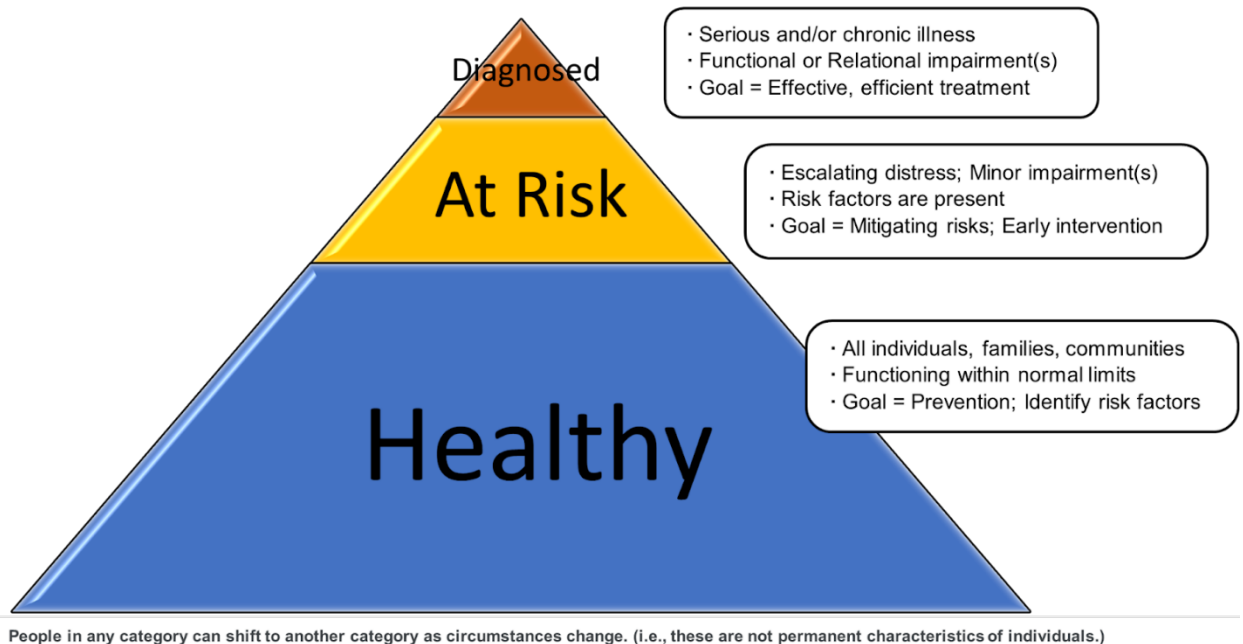 Diagnosed
· Serious and/or chronic illness
· Functional or Relational impairment(s)
· Goal = Effective, efficient treatment
At Risk
· Escalating distress; Minor impairment(s)
· Risk factors are present
· Goal = Mitigating risks; Early intervention
Healthy
· All individuals, families, communities
· Functioning within normal limits
· Goal = Prevention; Identify risk factors
People in any category can shift to another category as circumstances change. (i.e., these are not permanent characteristics of individuals.)